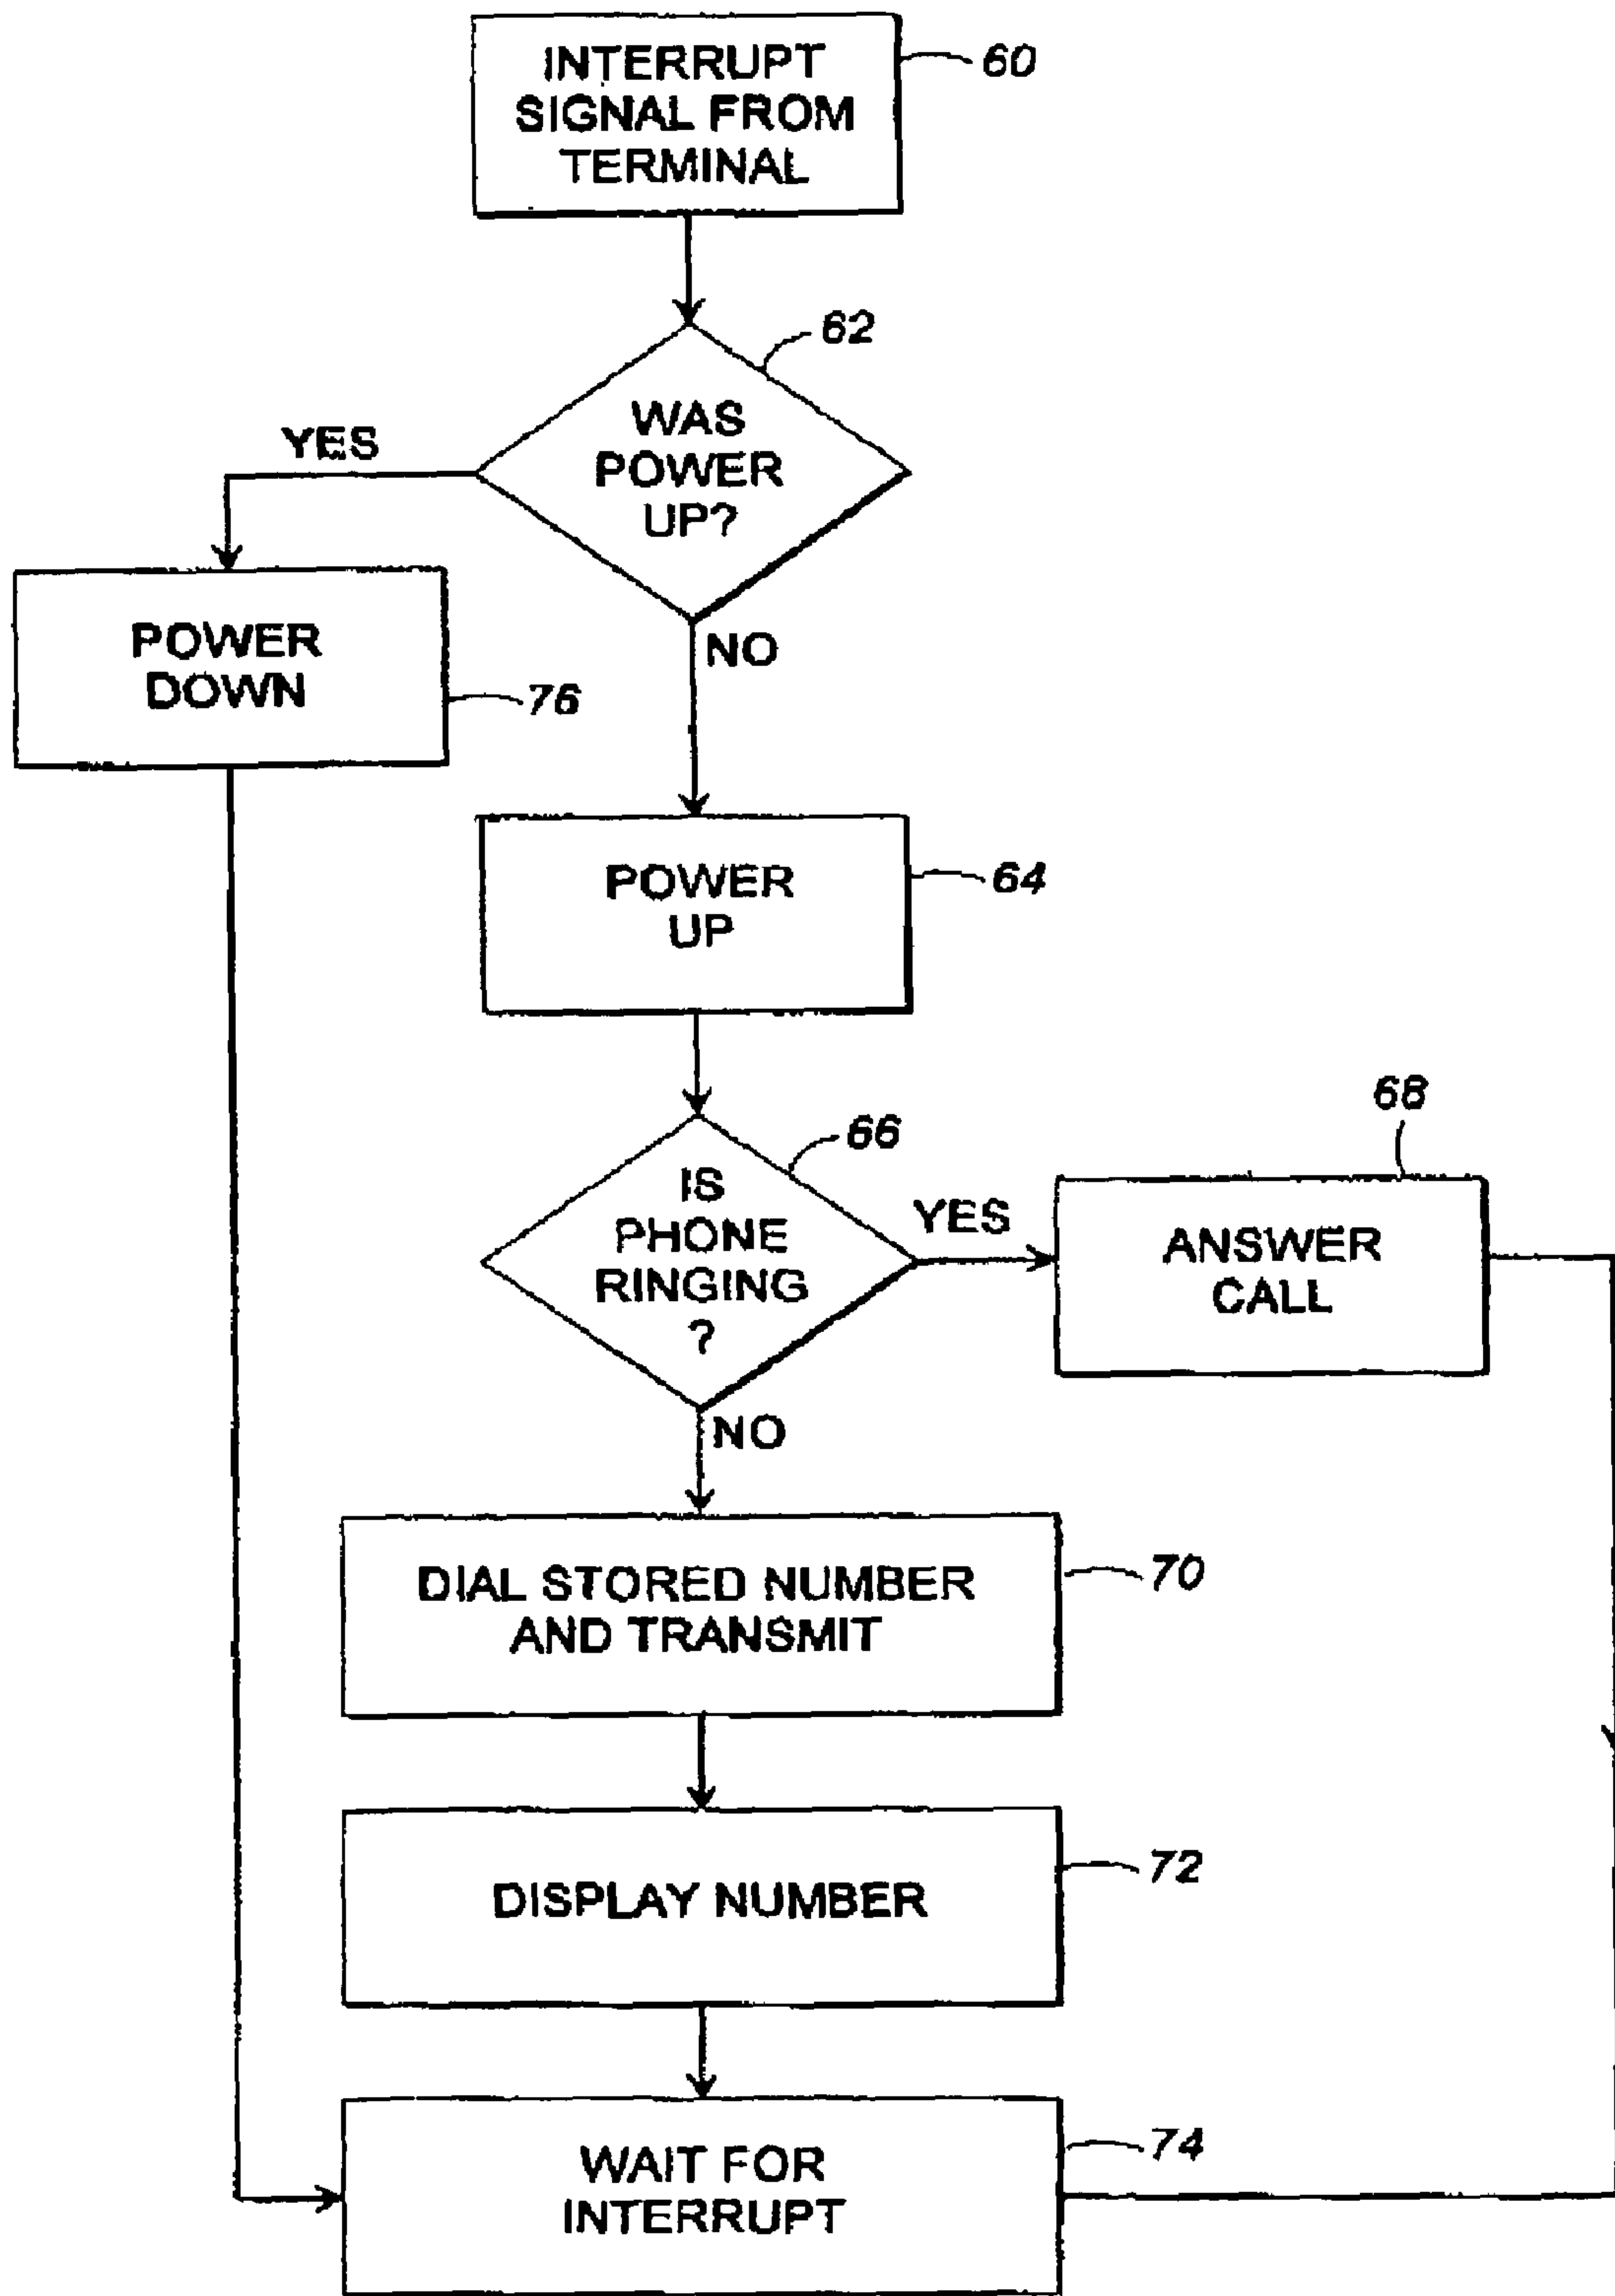 INTERRUPT
SIGNAL FROM
TERMINAL
60
62
WAS
POWER
UP?
YES
NO
POWER
DOWN
76
POWER
UP
64
66
IS
PHONE
RINGING
?
YES
68
ANSWER
CALL
NO
DIAL STORED NUMBER
AND TRANSMIT
70
DISPLAY NUMBER
72
WAIT FOR
INTERRUPT
74